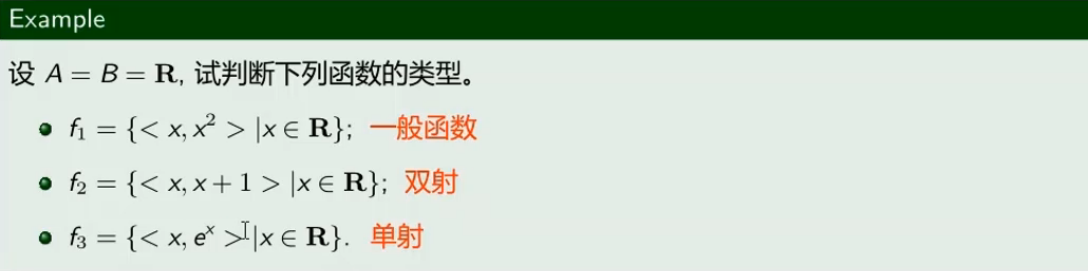 Example
设 A = B = R, 试判断下列函数的类型。
f₁ = {< x, x² > |x ∈ R}; 一般函数
f₂ = {< x, x + 1 > |x ∈ R}; 双射
f₃ = {< x, eˣ > |x ∈ R}. 单射